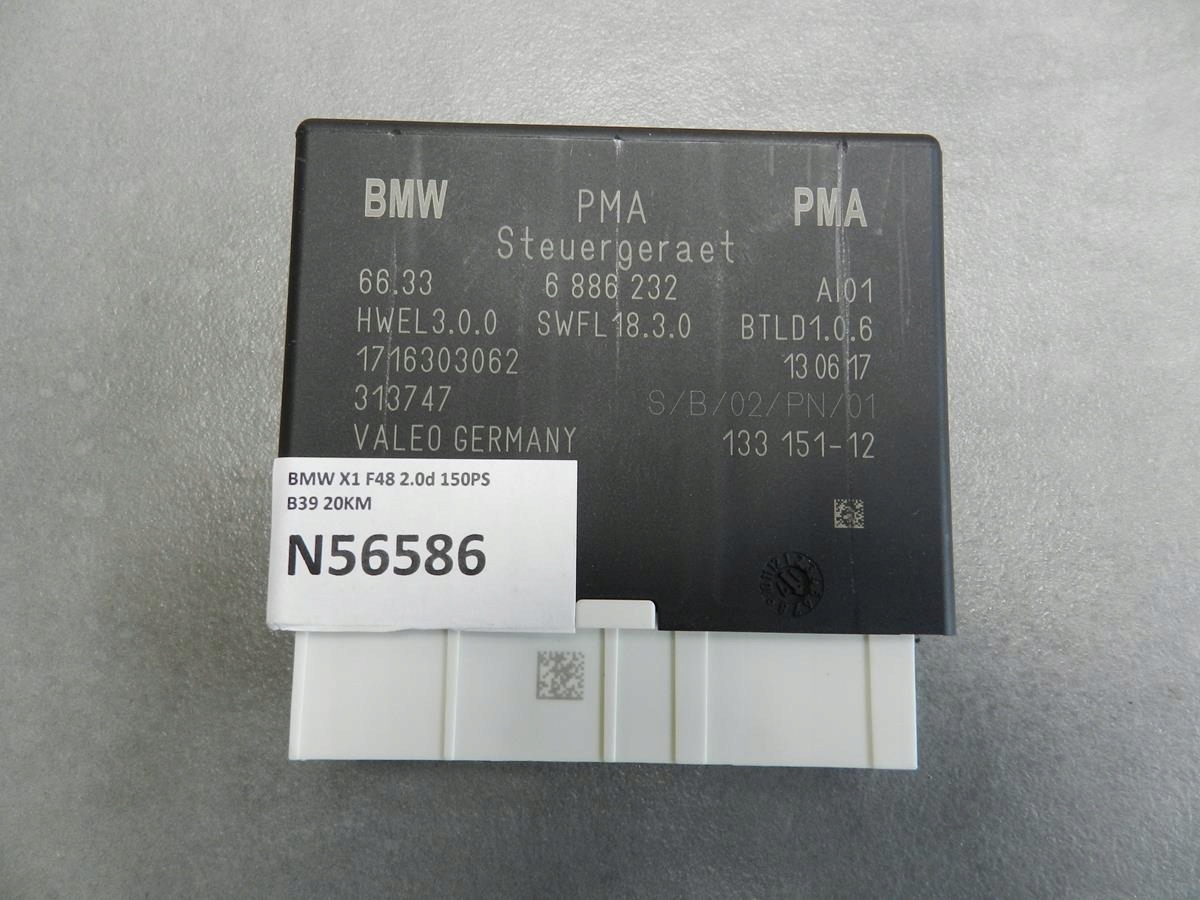 BMW PMA PMA
Steuergeraet
66.33 6 886 232 AI01
HWEL3.0.0 SWFL18.3.0 BTLD1.0.6
1716303062 13 06 17
313747 S/B/02/PN/01
VALEO GERMANY 133 151-12
BMW X1 F48 2.0d 150PS
B39 20KM
N56586